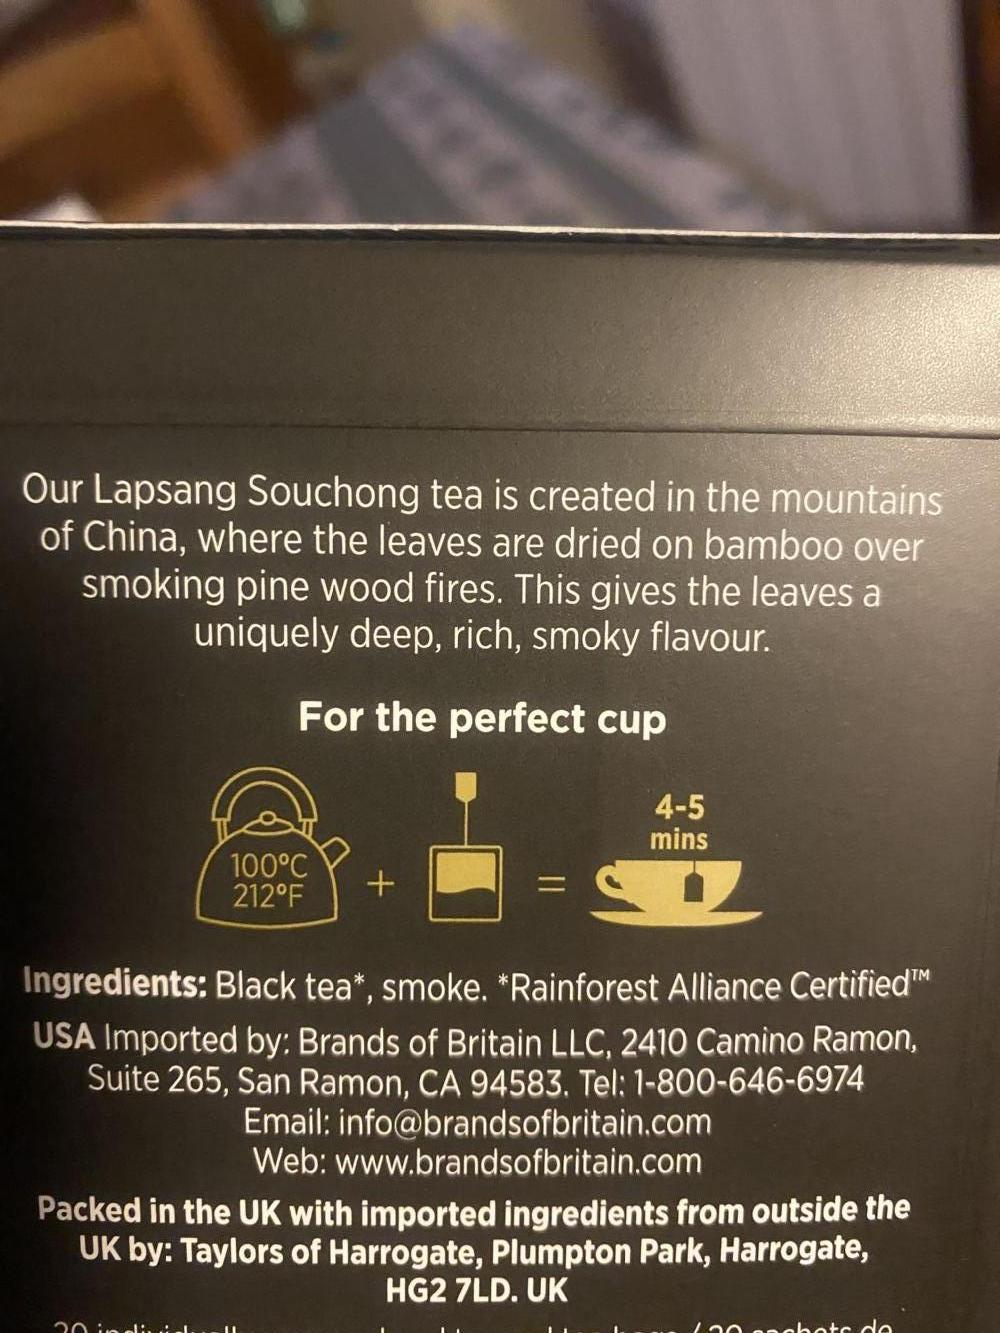 Our Lapsang Souchong tea is created in the mountains
of China, where the leaves are dried on bamboo over
smoking pine wood fires. This gives the leaves a
uniquely deep, rich, smoky flavour.
For the perfect cup
100°C
212°F
+
=
4-5
mins
Ingredients: Black tea*, smoke. *Rainforest Alliance Certified™
USA Imported by: Brands of Britain LLC, 2410 Camino Ramon,
Suite 265, San Ramon, CA 94583. Tel: 1-800-646-6974
Email: info@brandsofbritain.com
Web: www.brandsofbritain.com
Packed in the UK with imported ingredients from outside the
UK by: Taylors of Harrogate, Plumpton Park, Harrogate,
HG2 7LD. UK
20 individually / 20 sachets de